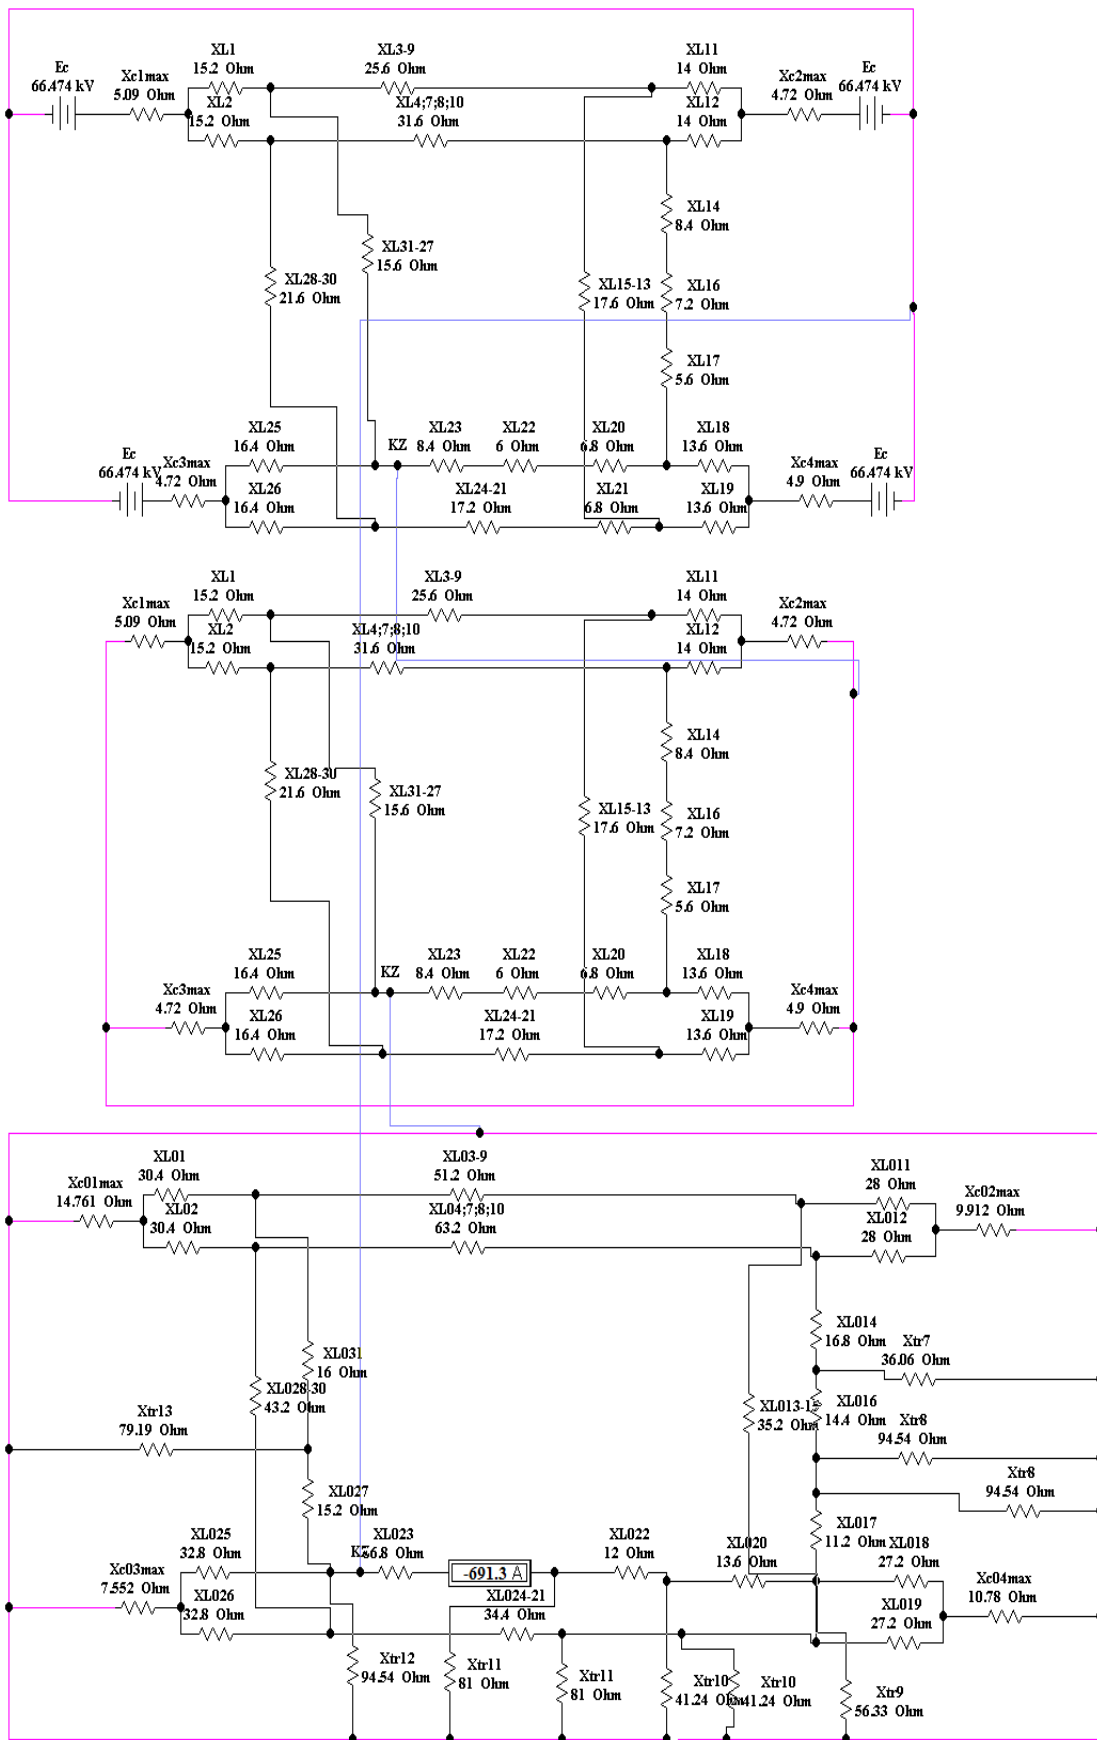 XL1
15.2 Ohm
XL3-9
25.6 Ohm
XL11
14 Ohm
Ec
66.474 kV
Xc1max
5.09 Ohm
XL2
15.2 Ohm
XL4;7;8;10
31.6 Ohm
XL12
14 Ohm
Xc2max
4.72 Ohm
Ec
66.474 kV
XL14
8.4 Ohm
XL31-27
15.6 Ohm
XL28-30
21.6 Ohm
XL15-13
17.6 Ohm
XL16
7.2 Ohm
XL17
5.6 Ohm
XL25
16.4 Ohm
KZ
XL23
8.4 Ohm
XL22
6 Ohm
XL20
6.8 Ohm
XL18
13.6 Ohm
Ec
66.474 kV
Xc3max
4.72 Ohm
XL26
16.4 Ohm
XL24-21
17.2 Ohm
XL21
6.8 Ohm
XL19
13.6 Ohm
Xc4max
4.9 Ohm
Ec
66.474 kV
XL1
15.2 Ohm
XL3-9
25.6 Ohm
XL11
14 Ohm
Xc1max
5.09 Ohm
XL2
15.2 Ohm
XL4;7;8;10
31.6 Ohm
XL12
14 Ohm
Xc2max
4.72 Ohm
XL14
8.4 Ohm
XL28-30
21.6 Ohm
XL31-27
15.6 Ohm
XL15-13
17.6 Ohm
XL16
7.2 Ohm
XL17
5.6 Ohm
XL25
16.4 Ohm
KZ
XL23
8.4 Ohm
XL22
6 Ohm
XL20
6.8 Ohm
XL18
13.6 Ohm
Xc3max
4.72 Ohm
XL26
16.4 Ohm
XL24-21
17.2 Ohm
XL19
13.6 Ohm
Xc4max
4.9 Ohm
XL01
30.4 Ohm
XL03-9
51.2 Ohm
XL011
28 Ohm
Xc01max
14.761 Ohm
XL02
30.4 Ohm
XL04;7;8;10
63.2 Ohm
XL012
28 Ohm
Xc02max
9.912 Ohm
XL014
16.8 Ohm
Xtr7
36.06 Ohm
XL031
16 Ohm
XL028-30
43.2 Ohm
XL013-15
35.2 Ohm
XL016
14.4 Ohm
Xtr8
94.54 Ohm
Xtr13
79.19 Ohm
Xtr8
94.54 Ohm
XL027
15.2 Ohm
XL017
11.2 Ohm
XL025
32.8 Ohm
KZ
XL023
46.8 Ohm
-691.3 A
XL022
12 Ohm
XL020
13.6 Ohm
XL018
27.2 Ohm
Xc03max
7.552 Ohm
XL026
32.8 Ohm
XL024-21
34.4 Ohm
XL019
27.2 Ohm
Xc04max
10.78 Ohm
Xtr12
94.54 Ohm
Xtr11
81 Ohm
Xtr11
81 Ohm
Xtr10
41.24 Ohm
Xtr10
41.24 Ohm
Xtr9
56.33 Ohm